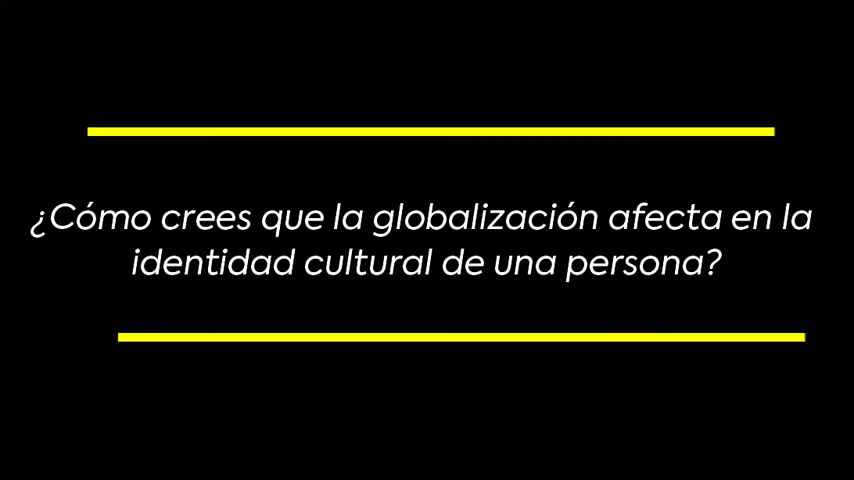 ¿Cómo crees que la globalización afecta en la
identidad cultural de una persona?